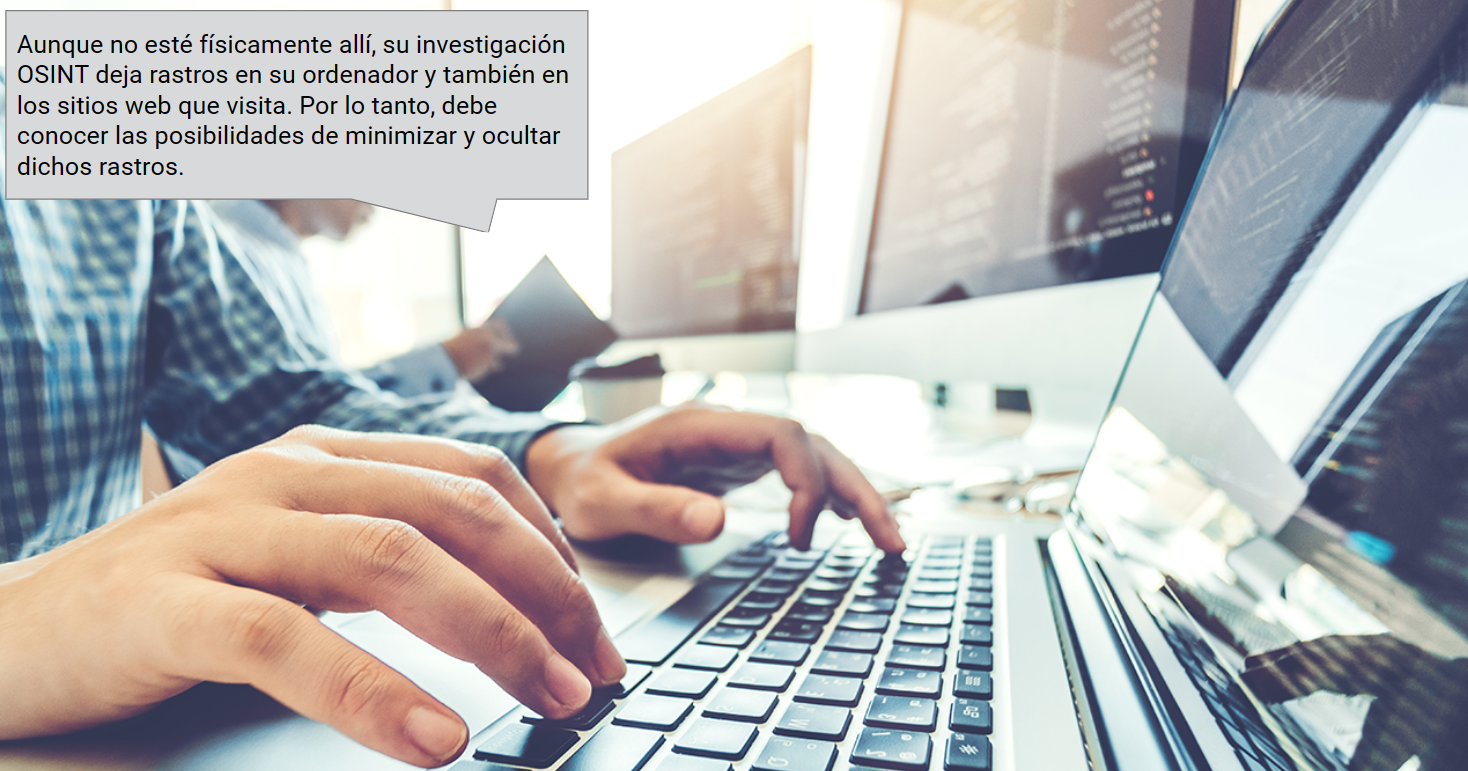 Aunque no esté físicamente allí, su investigación
OSINT deja rastros en su ordenador y también en
los sitios web que visita. Por lo tanto, debe
conocer las posibilidades de minimizar y ocultar
dichos rastros.